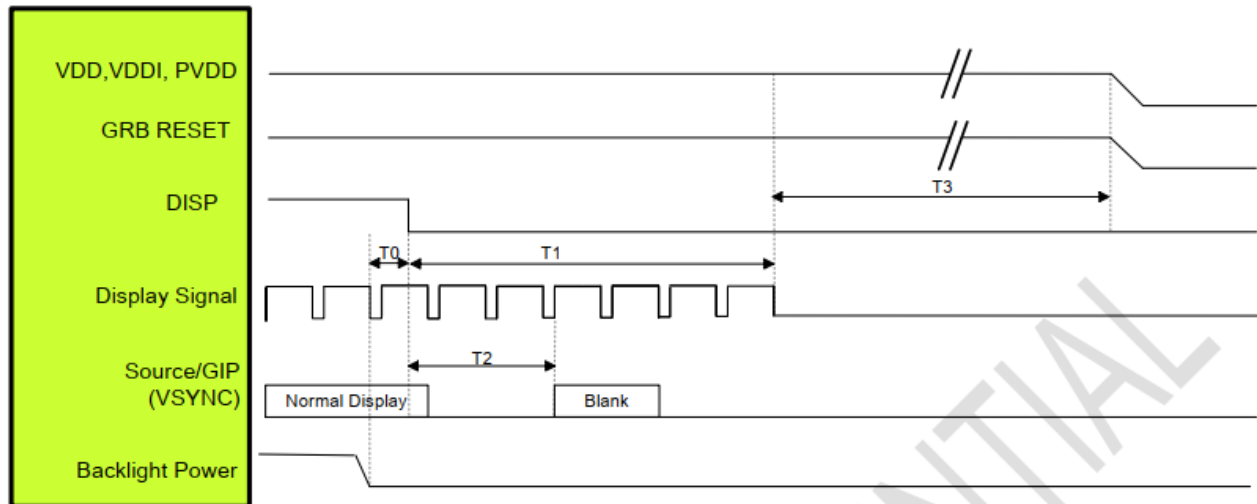 VDD,VDDI, PVDD
GRB RESET
T3
DISP
T0
T1
Display Signal
T2
Source/GIP
(VSYNC)
Normal Display
Blank
Backlight Power
NTIAL